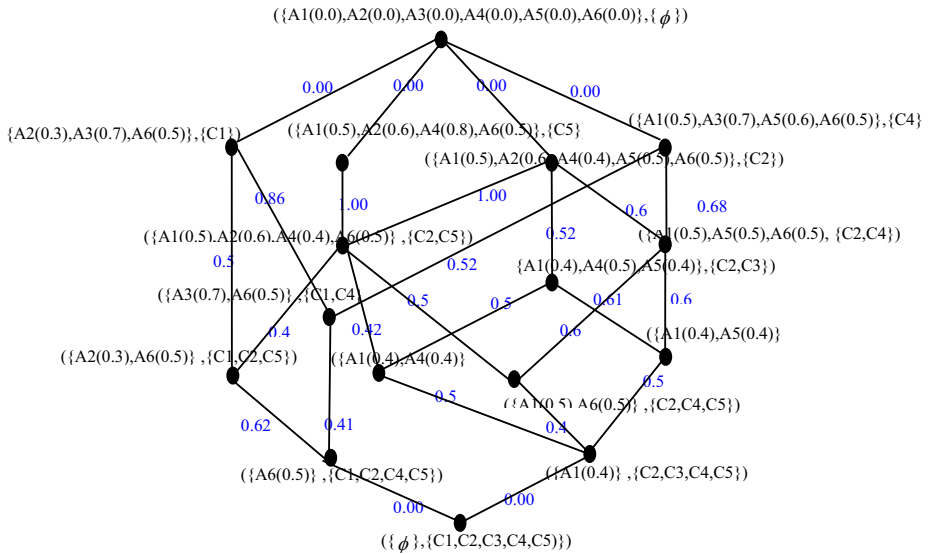 ({A1(0.0),A2(0.0),A3(0.0),A4(0.0),A5(0.0),A6(0.0)},{ϕ})
0.00 0.00 0.00 0.00
{A2(0.3),A3(0.7),A6(0.5)},{C1})
({A1(0.5),A2(0.6),A4(0.8),A6(0.5)},{C5}
({A1(0.5),A3(0.7),A5(0.6),A6(0.5)},{C4}
({A1(0.5),A2(0.6),A4(0.4),A5(0.5),A6(0.5)},{C2})
0.86 1.00 1.00 0.6 0.68
({A1(0.5),A2(0.6),A4(0.4),A6(0.5)} ,{C2,C5})
0.52
({A1(0.5),A5(0.5),A6(0.5), {C2,C4})
0.5 0.52
{A1(0.4),A4(0.5),A5(0.4)},{C2,C3})
({A3(0.7),A6(0.5)} ,{C1,C4}
0.5 0.5 0.61 0.6
0.4 0.42 0.6
({A1(0.4),A5(0.4)}
({A2(0.3),A6(0.5)} ,{C1,C2,C5})
({A1(0.4),A4(0.4)}
0.5
0.5
({A1(0.5),A6(0.5)} ,{C2,C4,C5})
0.62 0.41 0.4
({A6(0.5)} ,{C1,C2,C4,C5})
({A1(0.4)} ,{C2,C3,C4,C5})
0.00 0.00
({ϕ},{C1,C2,C3,C4,C5)})